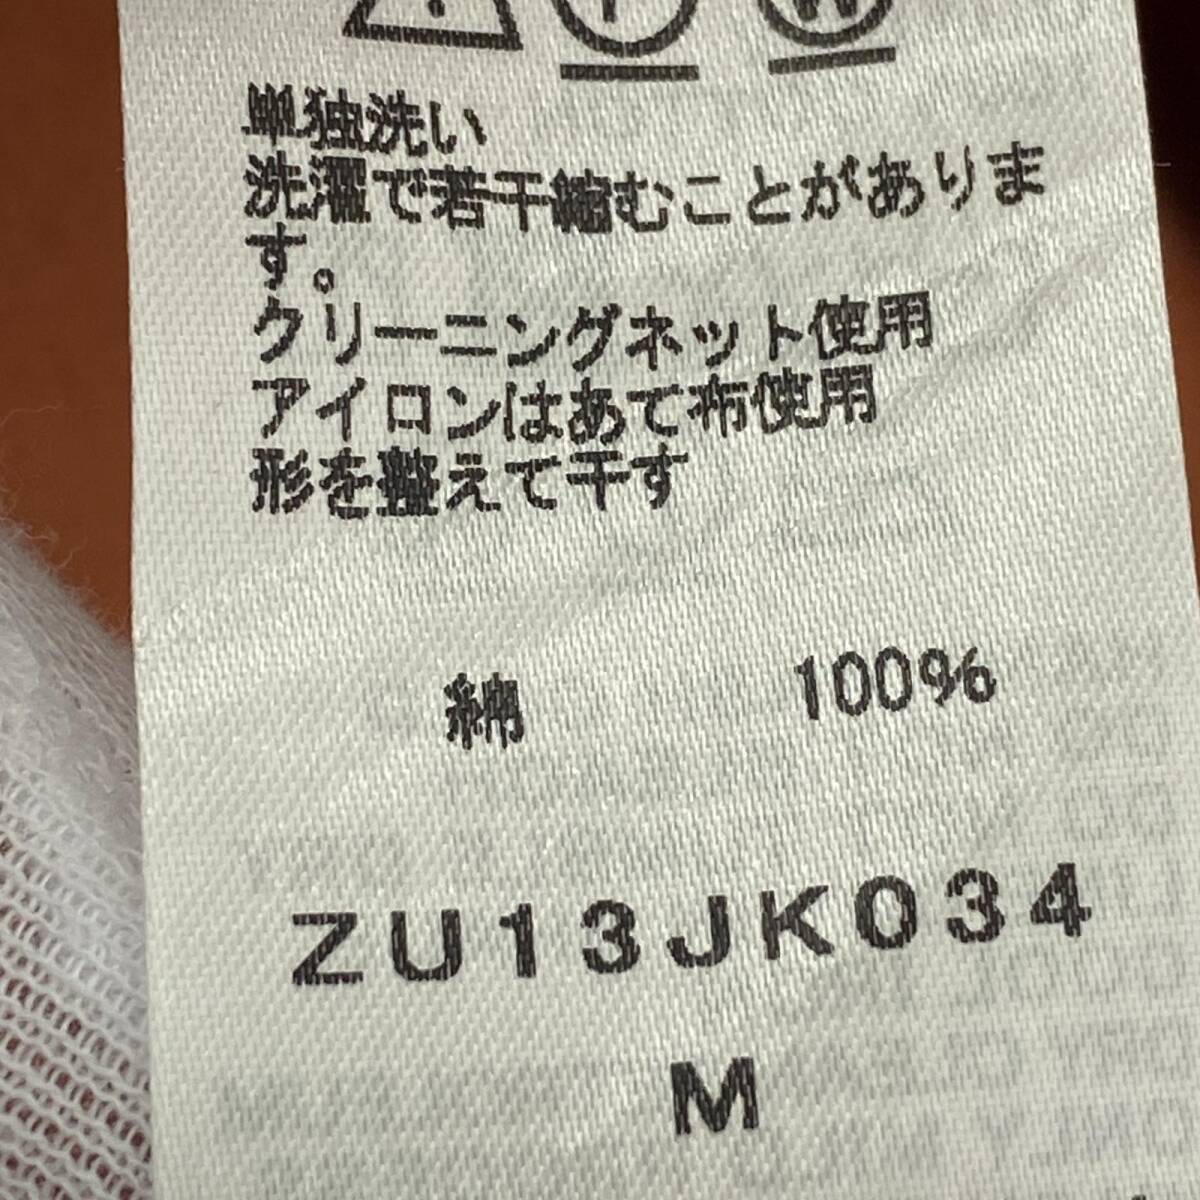 単独洗い
洗濯で若干縮むことがありま
す。
クリーニングネット使用
アイロンはあて布使用
形を整えて干す
綿 100%
ZU13JK034
M